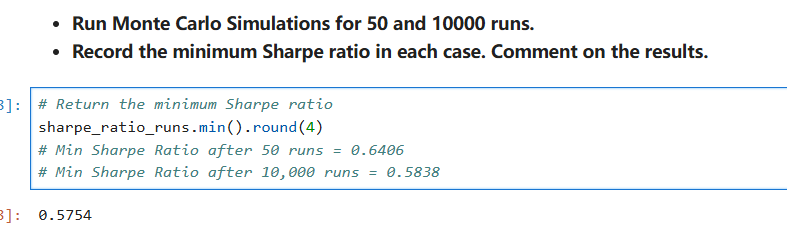 • Run Monte Carlo Simulations for 50 and 10000 runs.
• Record the minimum Sharpe ratio in each case. Comment on the results.
3]: # Return the minimum Sharpe ratio
sharpe_ratio_runs.min().round(4)
# Min Sharpe Ratio after 50 runs = 0.6406
# Min Sharpe Ratio after 10,000 runs = 0.5838
3]: 0.5754